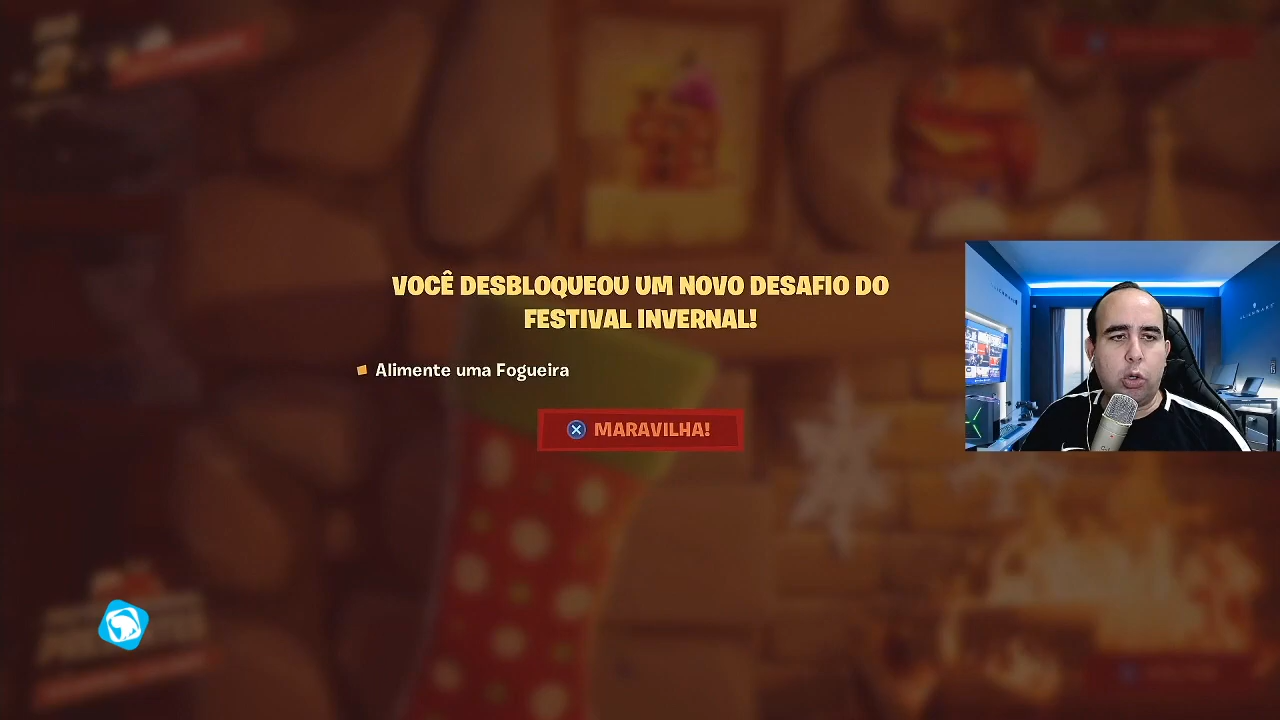 VOCÊ DESBLOQUEOU UM NOVO DESAFIO DO
FESTIVAL INVERNAL!
Alimente uma Fogueira
MARAVILHA!